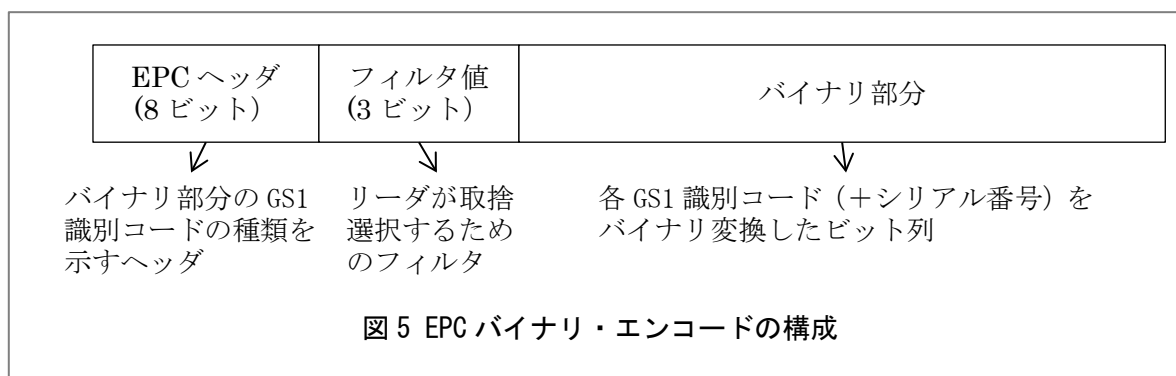 EPC ヘッダ
(8 ビット)
フィルタ値
(3 ビット)
バイナリ部分
バイナリ部分の GS1
識別コードの種類を
示すヘッダ
リーダが取捨
選択するため
のフィルタ
各 GS1 識別コード（＋シリアル番号）を
バイナリ変換したビット列
図 5 EPC バイナリ・エンコードの構成